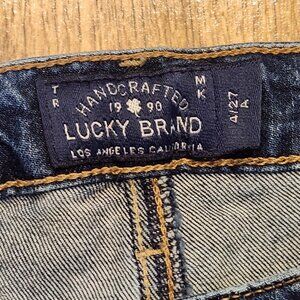 TR
MK
HANDCRAFTED
19 90
LUCKY BRAND
LOS ANGELES CALIFORNIA
4/27
A